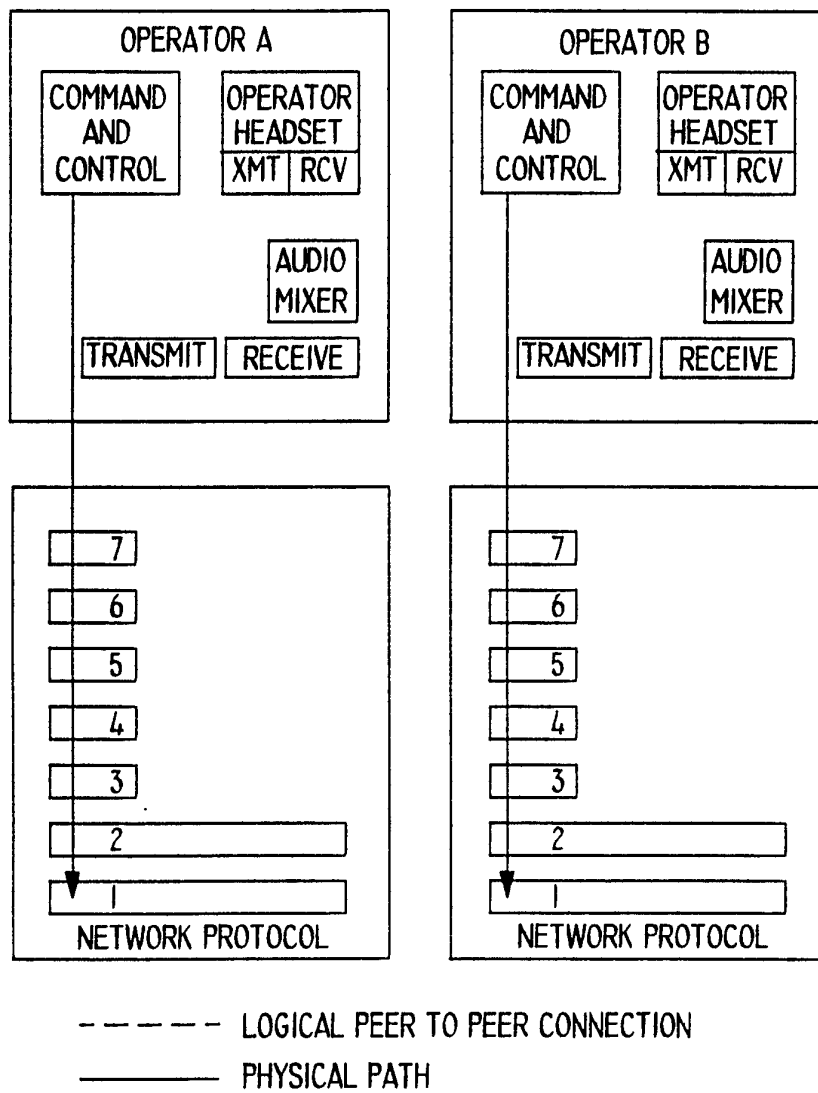 OPERATOR A
COMMAND
AND
CONTROL
OPERATOR
HEADSET
XMT RCV
AUDIO
MIXER
TRANSMIT
RECEIVE
7
6
5
4
3
2
1
NETWORK PROTOCOL
OPERATOR B
COMMAND
AND
CONTROL
OPERATOR
HEADSET
XMT RCV
AUDIO
MIXER
TRANSMIT
RECEIVE
7
6
5
4
3
2
1
NETWORK PROTOCOL
LOGICAL PEER TO PEER CONNECTION
PHYSICAL PATH